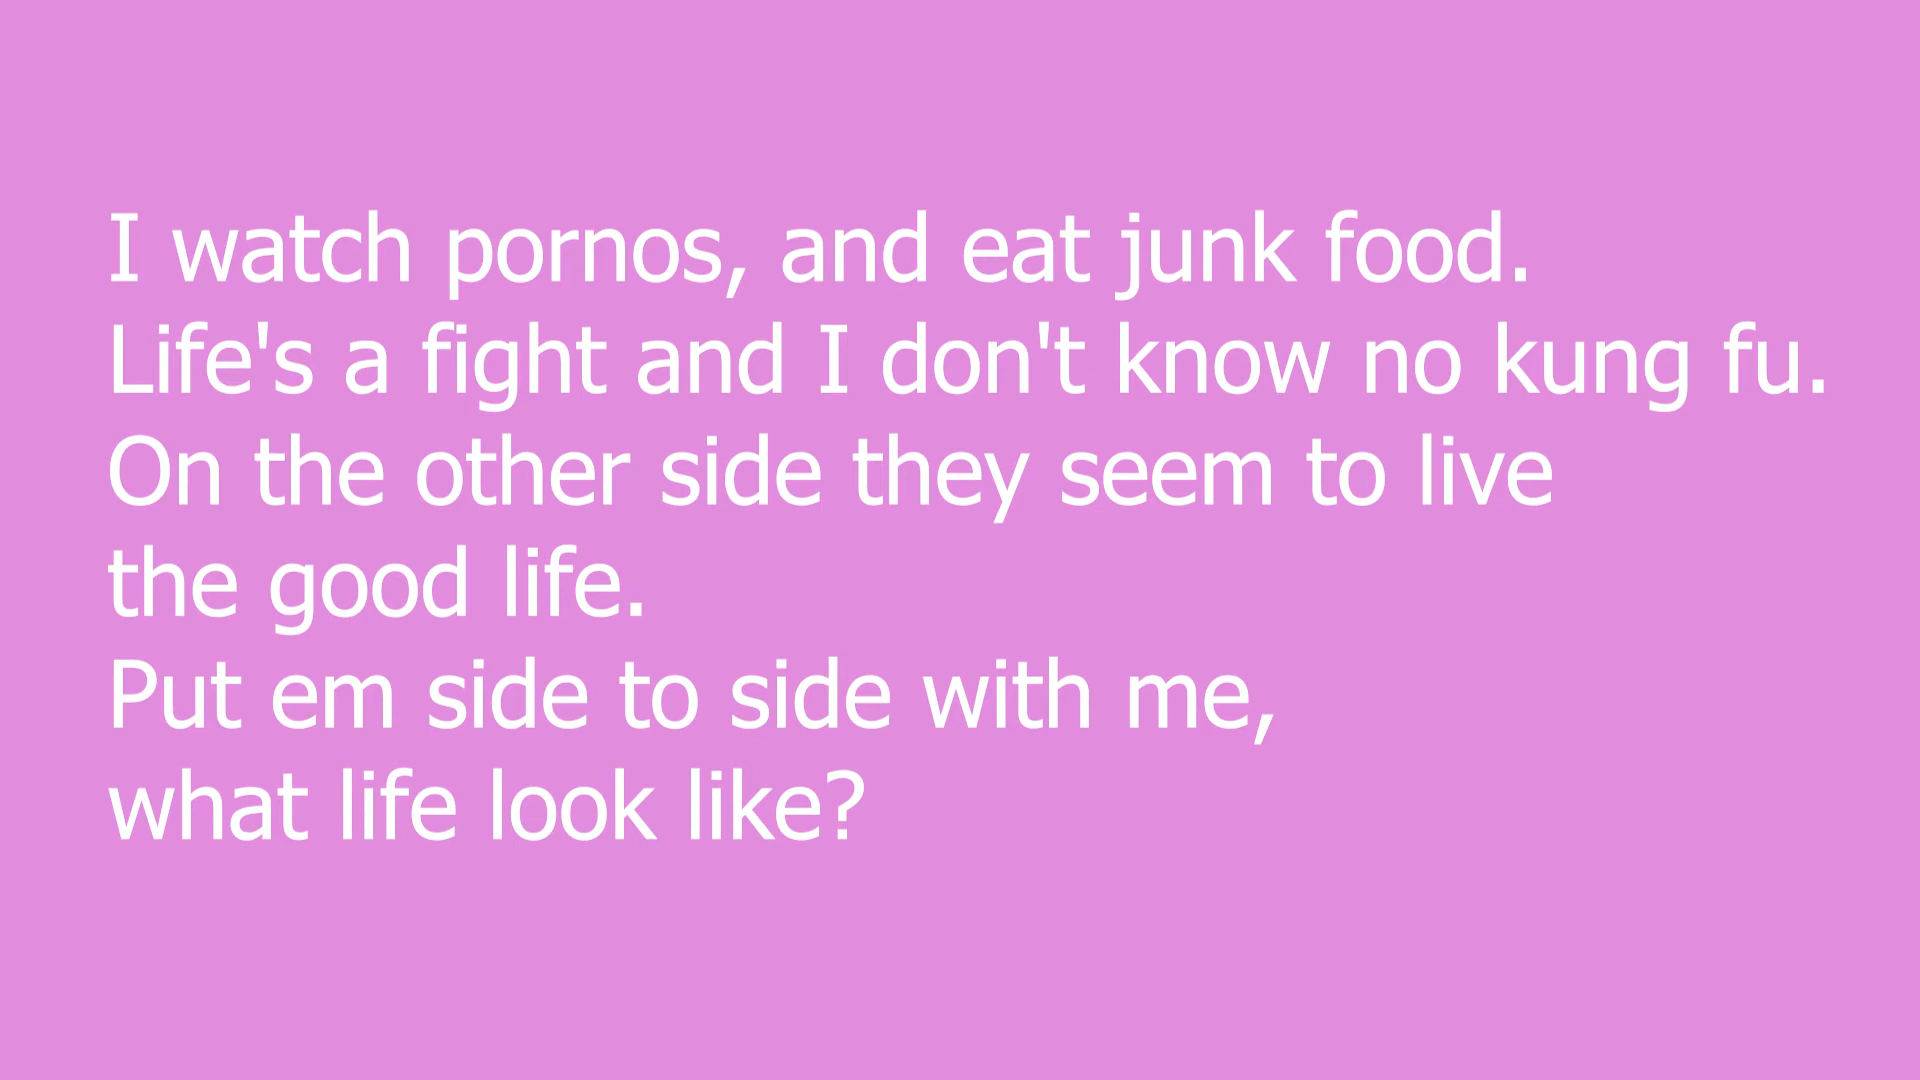 I watch pornos, and eat junk food.
Life's a fight and I don't know no kung fu.
On the other side they seem to live
the good life.
Put em side to side with me,
what life look like?